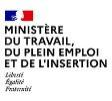 MINISTÈRE
DU TRAVAIL,
DU PLEIN EMPLOI
ET DE L'INSERTION
Liberté
Égalité
Fraternité